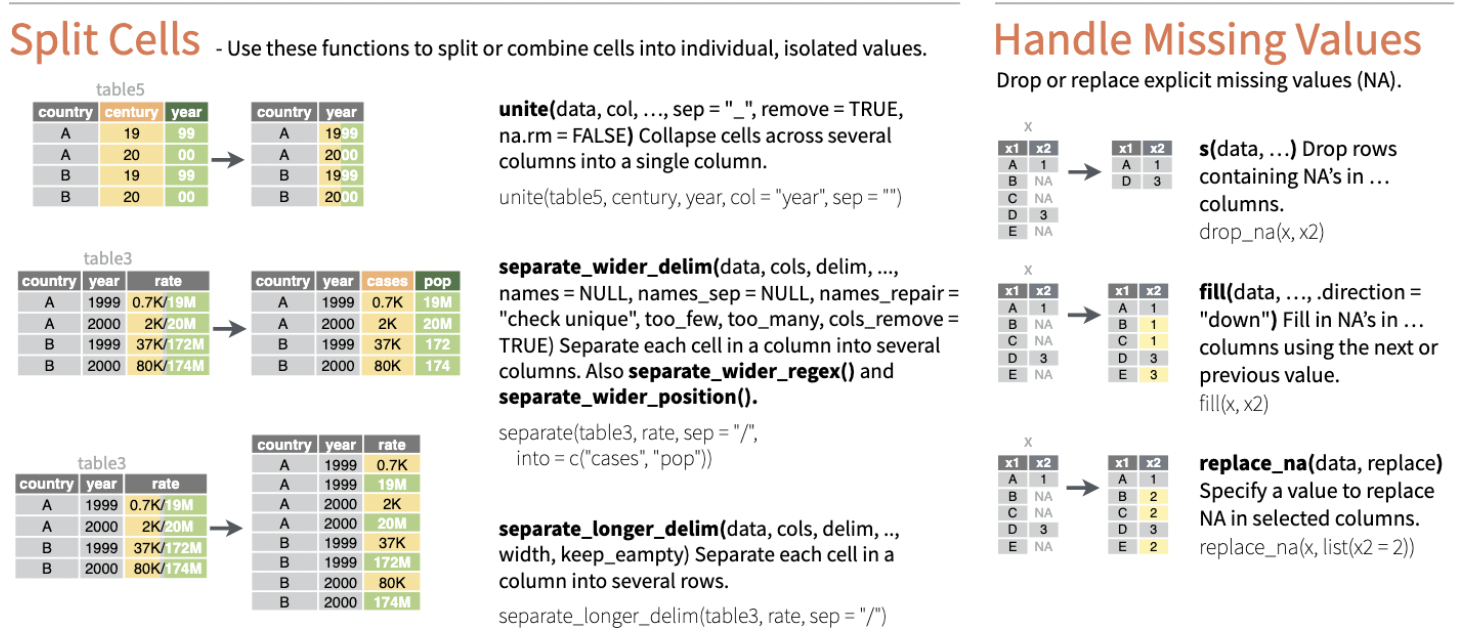 Split Cells - Use these functions to split or combine cells into individual, isolated values.
table5
country century year
A 19 99
A 20 00
B 19 99
B 20 00
country year
A 1999
A 2000
B 1999
B 2000
unite(data, col, …, sep = "_", remove = TRUE,
na.rm = FALSE) Collapse cells across several
columns into a single column.
unite(table5, century, year, col = "year", sep = "")
table3
country year rate
A 1999 0.7K/19M
A 2000 2K/20M
B 1999 37K/172M
B 2000 80K/174M
country year cases pop
A 1999 0.7K 19M
A 2000 2K 20M
B 1999 37K 172
B 2000 80K 174
separate_wider_delim(data, cols, delim, ...,
names = NULL, names_sep = NULL, names_repair =
"check unique", too_few, too_many, cols_remove =
TRUE) Separate each cell in a column into several
columns. Also separate_wider_regex() and
separate_wider_position().
separate(table3, rate, sep = "/",
into = c("cases", "pop"))
table3
country year rate
A 1999 0.7K/19M
A 2000 2K/20M
B 1999 37K/172M
B 2000 80K/174M
country year rate
A 1999 0.7K
A 1999 19M
A 2000 2K
A 2000 20M
B 1999 37K
B 1999 172M
B 2000 80K
B 2000 174M
separate_longer_delim(data, cols, delim, ..,
width, keep_eampty) Separate each cell in a
column into several rows.
separate_longer_delim(table3, rate, sep = "/")
Handle Missing Values
Drop or replace explicit missing values (NA).
x
x1 x2
A 1
B NA
C NA
D 3
E NA
x1 x2
A 1
D 3
s(data, …) Drop rows
containing NA's in …
columns.
drop_na(x, x2)
x
x1 x2
A 1
B NA
C NA
D 3
E NA
x1 x2
A 1
B 1
C 1
D 3
E 3
fill(data, …, .direction =
"down") Fill in NA's in …
columns using the next or
previous value.
fill(x, x2)
x
x1 x2
A 1
B NA
C NA
D 3
E NA
x1 x2
A 1
B 2
C 2
D 3
E 2
replace_na(data, replace)
Specify a value to replace
NA in selected columns.
replace_na(x, list(x2 = 2))